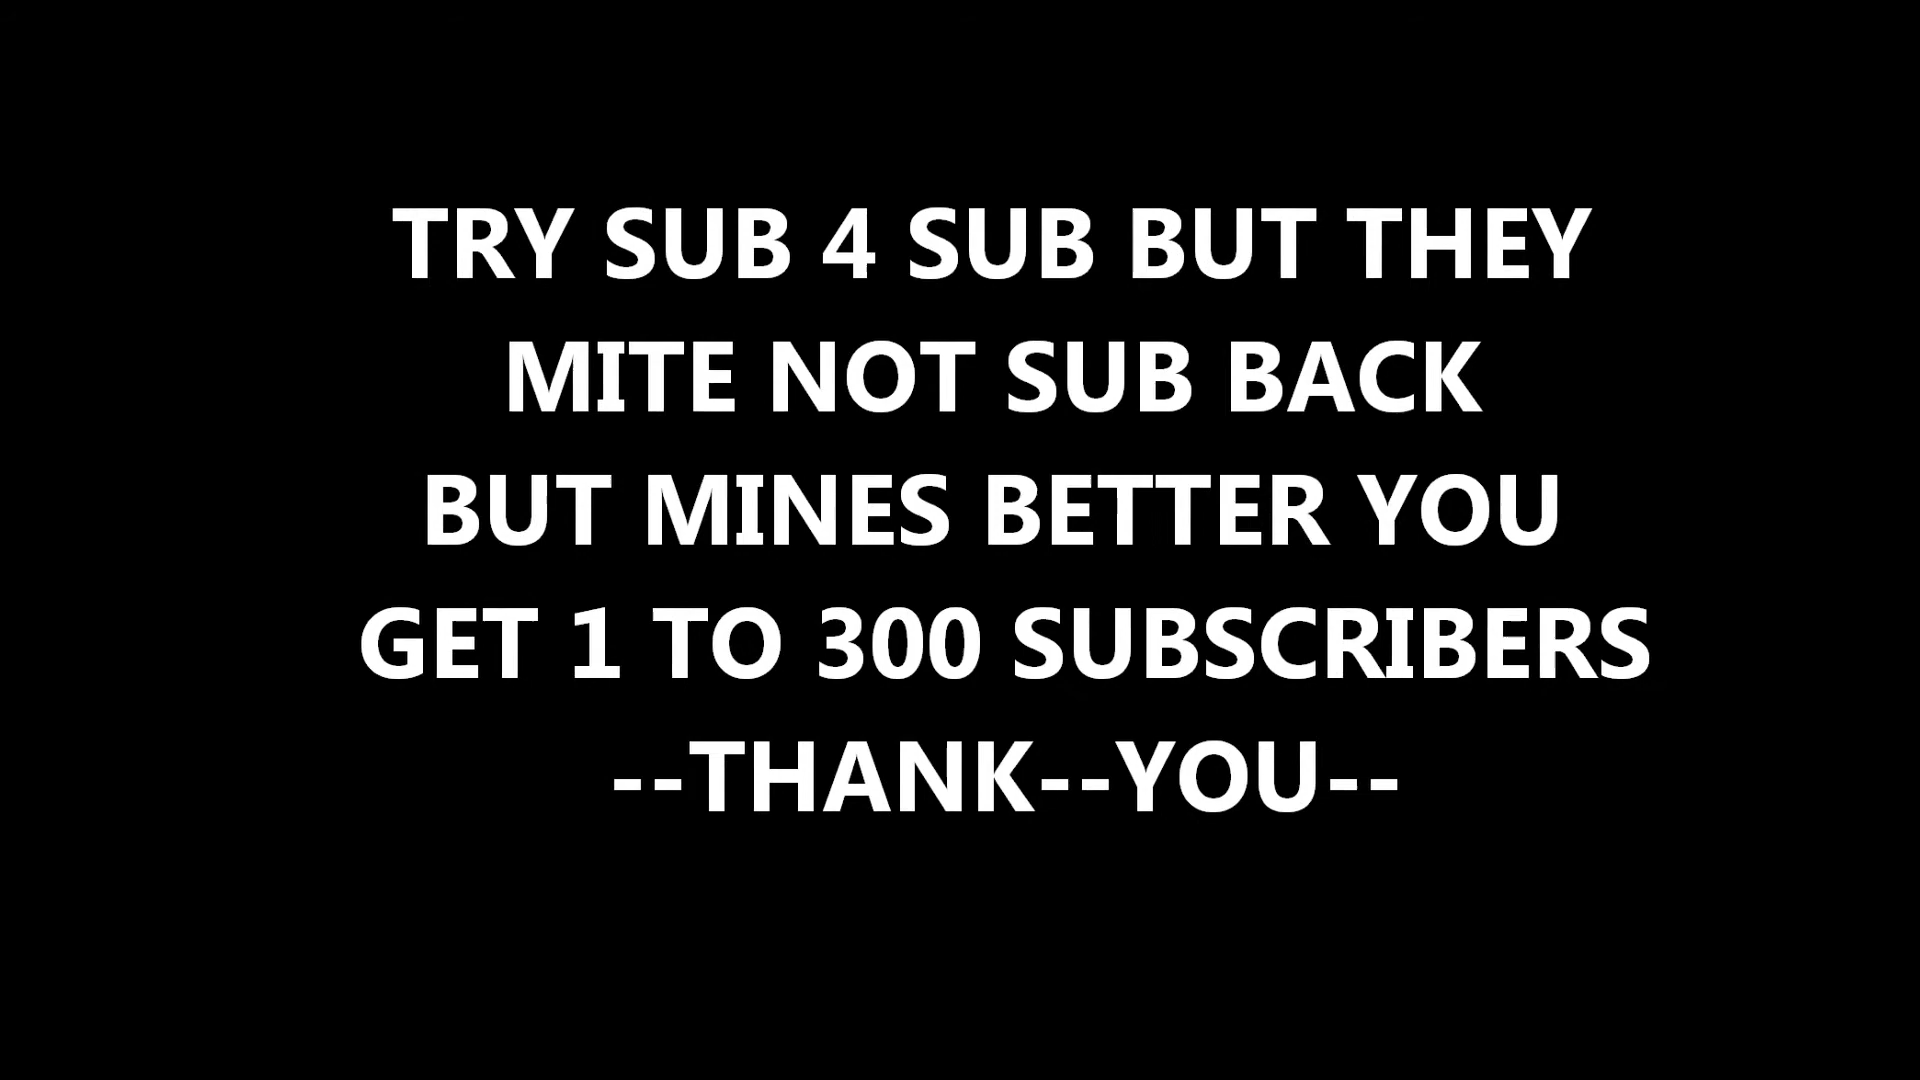 TRY SUB 4 SUB BUT THEY
MITE NOT SUB BACK
BUT MINES BETTER YOU
GET 1 TO 300 SUBSCRIBERS
--THANK--YOU--